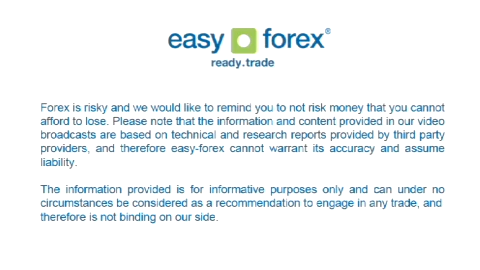 easy forex®
ready.trade
Forex is risky and we would like to remind you to not risk money that you cannot
afford to lose. Please note that the information and content provided in our video
broadcasts are based on technical and research reports provided by third party
providers, and therefore easy-forex cannot warrant its accuracy and assume
liability.
The information provided is for informative purposes only and can under no
circumstances be considered as a recommendation to engage in any trade, and
therefore is not binding on our side.